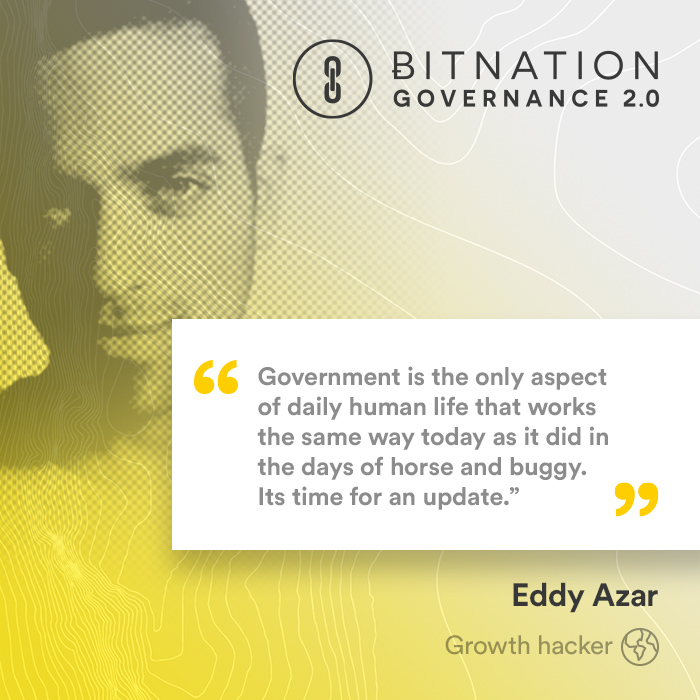 BITNATION
GOVERNANCE 2.0
“Government is the only aspect
of daily human life that works
the same way today as it did in
the days of horse and buggy.
Its time for an update.” ”
Eddy Azar
Growth hacker